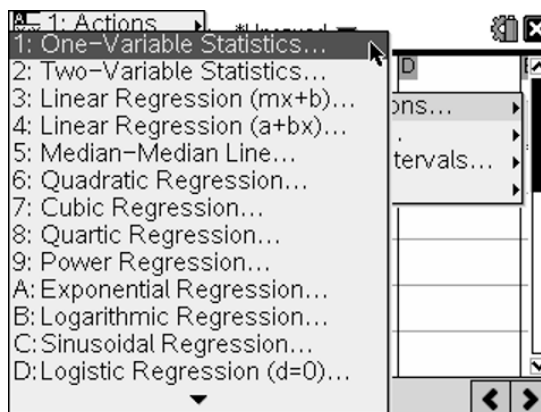 1: Actions
1: One-Variable Statistics...
2: Two-Variable Statistics...
3: Linear Regression (mx+b)...
4: Linear Regression (a+bx)...
5: Median-Median Line...
6: Quadratic Regression...
7: Cubic Regression...
8: Quartic Regression...
9: Power Regression...
A: Exponential Regression...
B: Logarithmic Regression...
C: Sinusoidal Regression...
D: Logistic Regression (d=0)...
D
ons...
.
tervals...